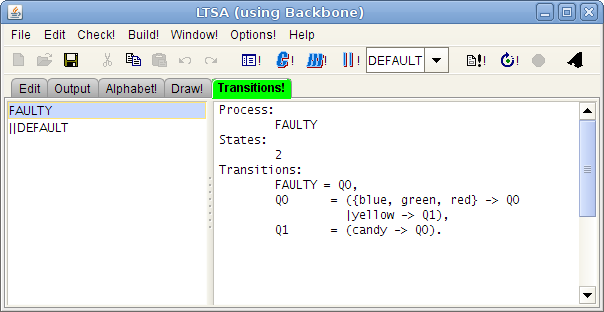 LTSA (using Backbone)
File Edit Check! Build! Window! Options! Help!
! C! ! ||! DEFAULT ! !
Edit Output Alphabet! Draw! Transitions!
FAULTY
||DEFAULT
Process:
FAULTY
States:
2
Transitions:
FAULTY = Q0,
Q0 = ({blue, green, red} -> Q0
|yellow -> Q1),
Q1 = (candy -> Q0).